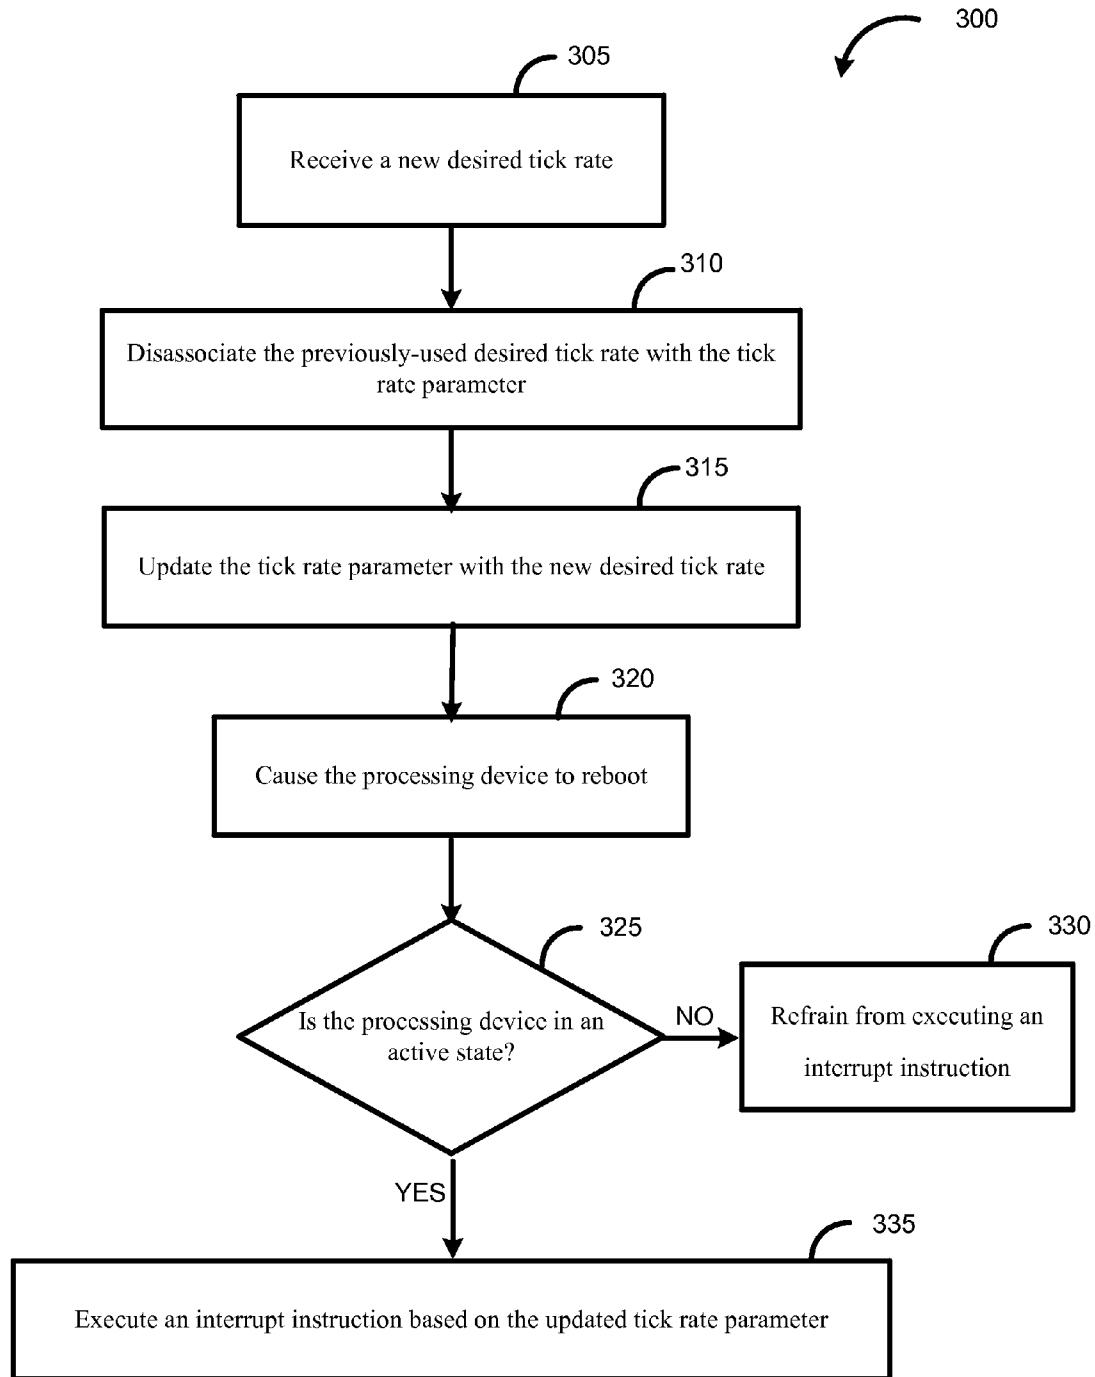 300
305
Receive a new desired tick rate
310
Disassociate the previously-used desired tick rate with the tick
rate parameter
315
Update the tick rate parameter with the new desired tick rate
320
Cause the processing device to reboot
325
Is the processing device in an
active state?
NO
330
Refrain from executing an
interrupt instruction
YES
335
Execute an interrupt instruction based on the updated tick rate parameter